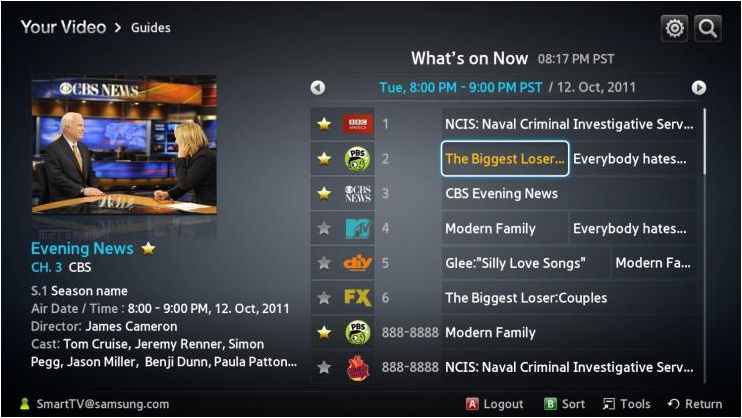 Your Video > Guides
What's on Now 08:17 PM PST
Tue, 8:00 PM - 9:00 PM PST / 12. Oct, 2011
CBS NEWS
Evening News
CH. 3 CBS
S.1 Season name
Air Date / Time : 8:00 - 9:00 PM, 12. Oct, 2011
Director: James Cameron
Cast: Tom Cruise, Jeremy Renner, Simon
Pegg, Jason Miller, Benji Dunn, Paula Patton...
BBC AMERICA 1 NCIS: Naval Criminal Investigative Serv...
PBS 2 The Biggest Loser... Everybody hates...
CBS NEWS 3 CBS Evening News
MTV 4 Modern Family Everybody hates...
diy 5 Glee:"Silly Love Songs" Modern Fa...
FX 6 The Biggest Loser:Couples
PBS 888-8888 Modern Family
888-8888 NCIS: Naval Criminal Investigative Serv...
SmartTV@samsung.com
A Logout B Sort Tools Return